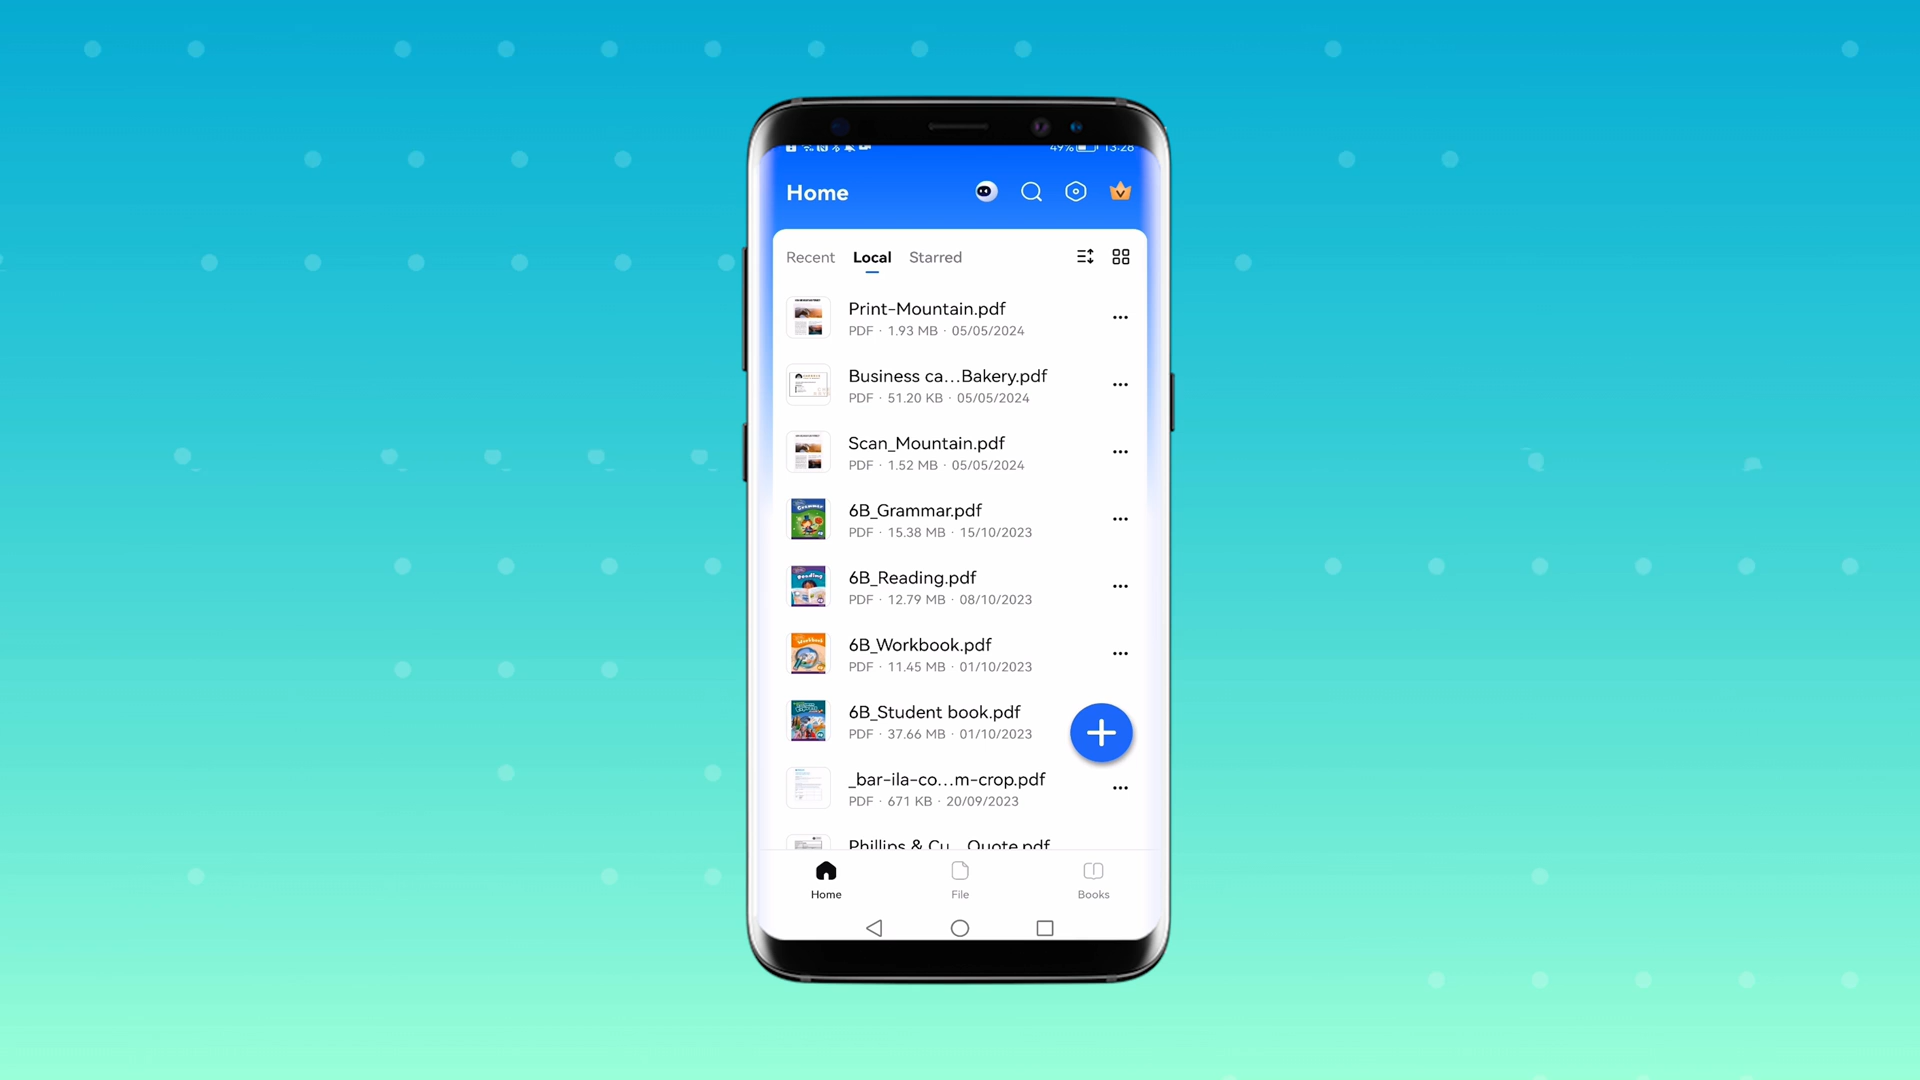 49% 13:28
Home
Recent Local Starred
Print-Mountain.pdf
PDF · 1.93 MB · 05/05/2024
Business ca...Bakery.pdf
PDF · 51.20 KB · 05/05/2024
Scan_Mountain.pdf
PDF · 1.52 MB · 05/05/2024
6B_Grammar.pdf
PDF · 15.38 MB · 15/10/2023
6B_Reading.pdf
PDF · 12.79 MB · 08/10/2023
6B_Workbook.pdf
PDF · 11.45 MB · 01/10/2023
6B_Student book.pdf
PDF · 37.66 MB · 01/10/2023
_bar-ila-co...m-crop.pdf
PDF · 671 KB · 20/09/2023
Phillips & Cu...Quote.pdf
Home File Books